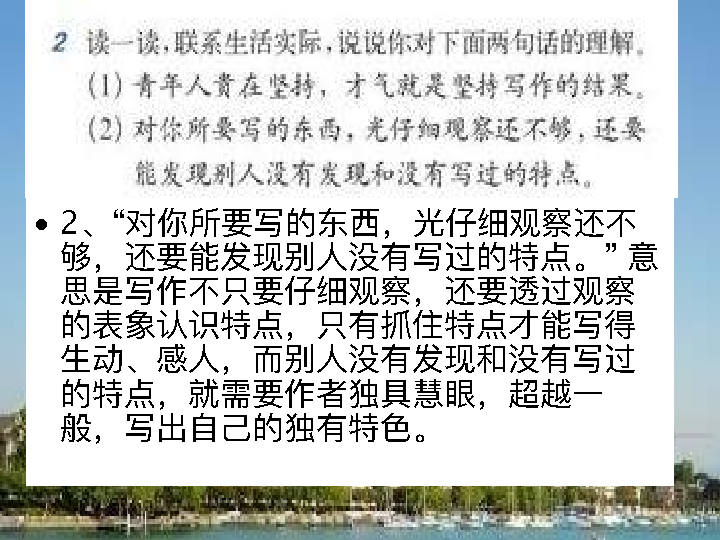 2 读一读,联系生活实际,说说你对下面两句话的理解。
(1) 青年人贵在坚持，才气就是坚持写作的结果。
(2) 对你所要写的东西，光仔细观察还不够，还要
能发现别人没有发现和没有写过的特点。
• 2、“对你所要写的东西，光仔细观察还不
够，还要能发现别人没有写过的特点。” 意
思是写作不只要仔细观察，还要透过观察
的表象认识特点，只有抓住特点才能写得
生动、感人，而别人没有发现和没有写过
的特点，就需要作者独具慧眼，超越一
般，写出自己的独有特色。